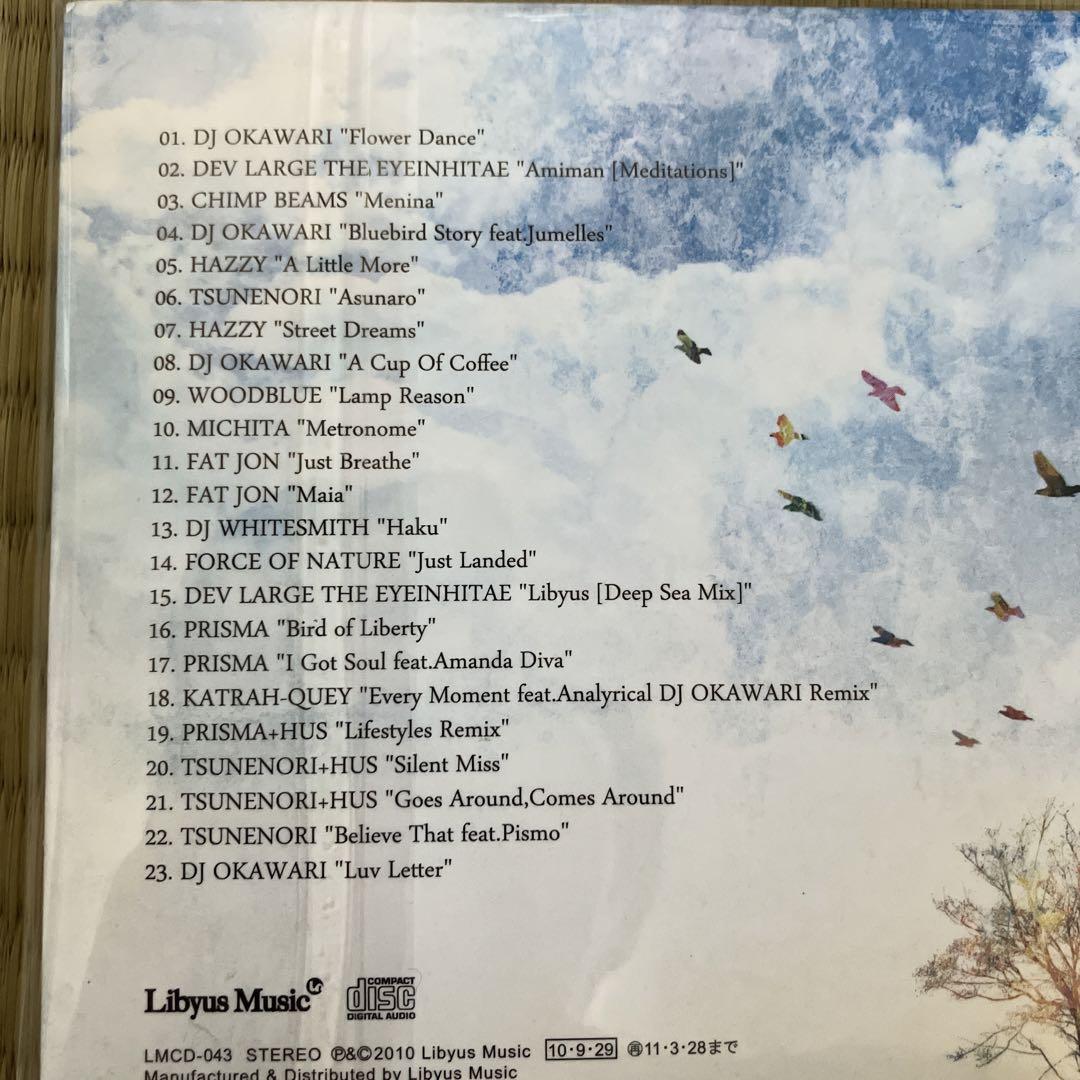 01. DJ OKAWARI "Flower Dance"
02. DEV LARGE THE EYEINHITAE "Amiman [Meditations]"
03. CHIMP BEAMS "Menina"
04. DJ OKAWARI "Bluebird Story feat.Jumelles"
05. HAZZY "A Little More"
06. TSUNENORI "Asunaro"
07. HAZZY "Street Dreams"
08. DJ OKAWARI "A Cup Of Coffee"
09. WOODBLUE "Lamp Reason"
10. MICHITA "Metronome"
11. FAT JON "Just Breathe"
12. FAT JON "Maia"
13. DJ WHITESMITH "Haku"
14. FORCE OF NATURE "Just Landed"
15. DEV LARGE THE EYEINHITAE "Libyus [Deep Sea Mix]"
16. PRISMA "Bird of Liberty"
17. PRISMA "I Got Soul feat.Amanda Diva"
18. KATRAH-QUEY "Every Moment feat.Analyrical DJ OKAWARI Remix"
19. PRISMA+HUS "Lifestyles Remix"
20. TSUNENORI+HUS "Silent Miss"
21. TSUNENORI+HUS "Goes Around,Comes Around"
22. TSUNENORI "Believe That feat.Pismo"
23. DJ OKAWARI "Luv Letter"
Libyus Music
COMPACT disc DIGITAL AUDIO
LMCD-043 STEREO ℗&©2010 Libyus Music 10・9・29 ㋐11・3・28まで
Manufactured & Distributed by Libyus Music